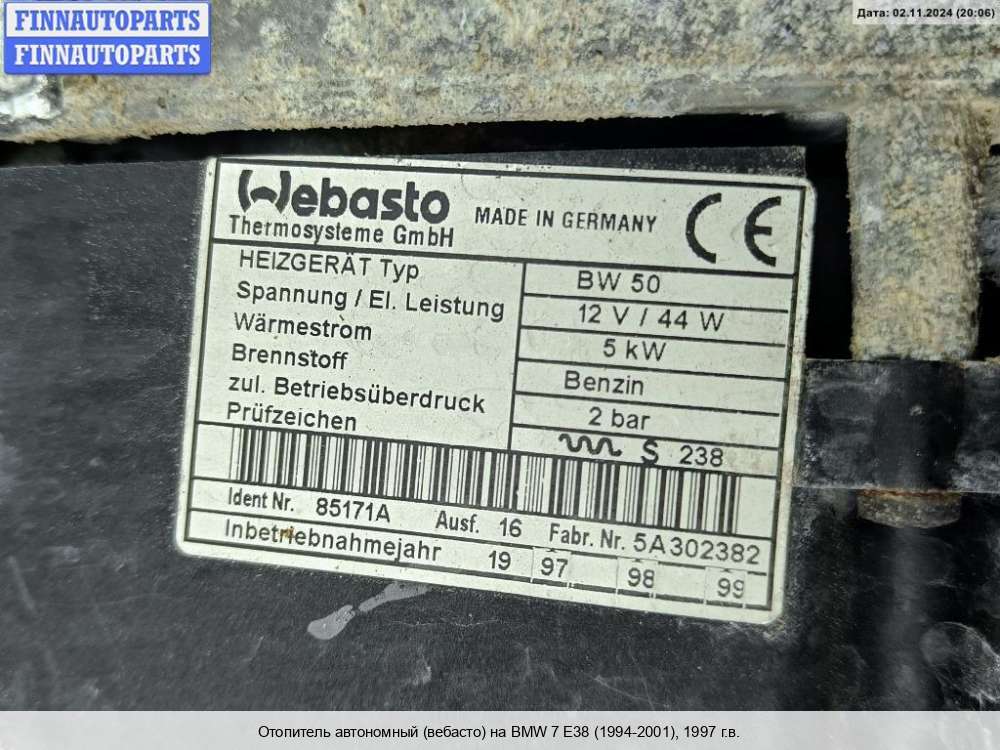 FINNAUTOPARTS
FINNAUTOPARTS
Дата: 02.11.2024 (20:06)
Webasto
Thermosysteme GmbH
MADE IN GERMANY
CE
HEIZGERÄT Typ BW 50
Spannung / El. Leistung 12 V / 44 W
Wärmestrom 5 kW
Brennstoff Benzin
zul. Betriebsüberdruck 2 bar
Prüfzeichen S 238
Ident Nr. 85171A Ausf. 16 Fabr. Nr. 5A302382
Inbetriebnahmejahr 19 97 98 99
Отопитель автономный (вебасто) на BMW 7 E38 (1994-2001), 1997 г.в.